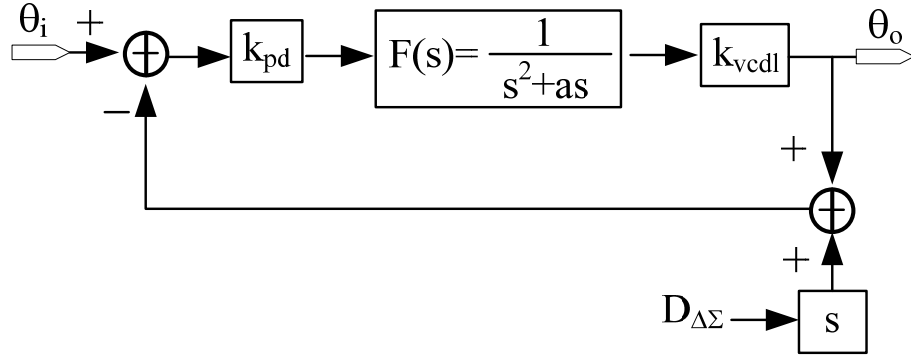 θi + kpd F(s)= 1/(s²+as) kvcdl θo
−
+
+
DΔΣ s